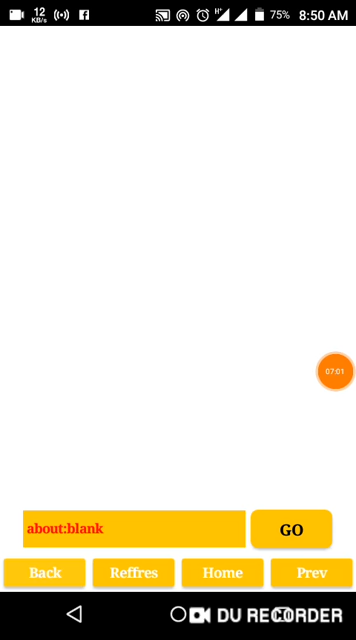 12 KB/s H+ 75% 8:50 AM
07:01
about:blank GO
Back Reffres Home Prev
DU RECORDER